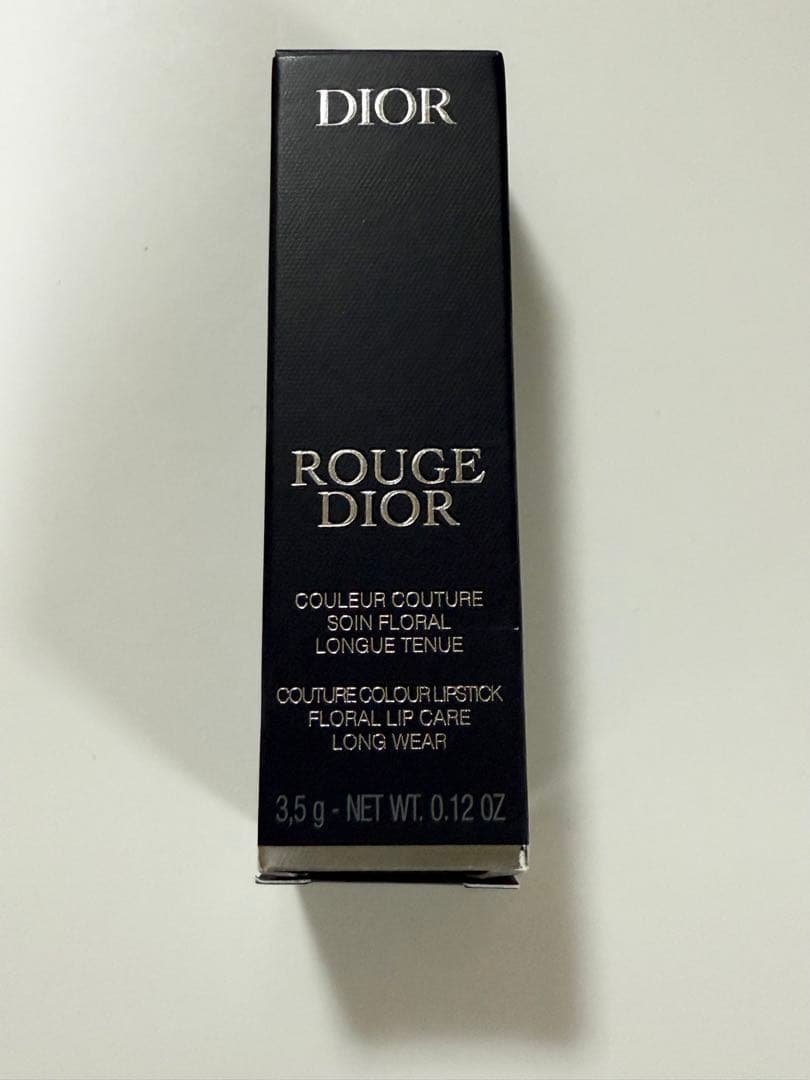 DIOR
ROUGE
DIOR
COULEUR COUTURE
SOIN FLORAL
LONGUE TENUE
COUTURE COLOUR LIPSTICK
FLORAL LIP CARE
LONG WEAR
3,5 g - NET WT. 0.12 OZ